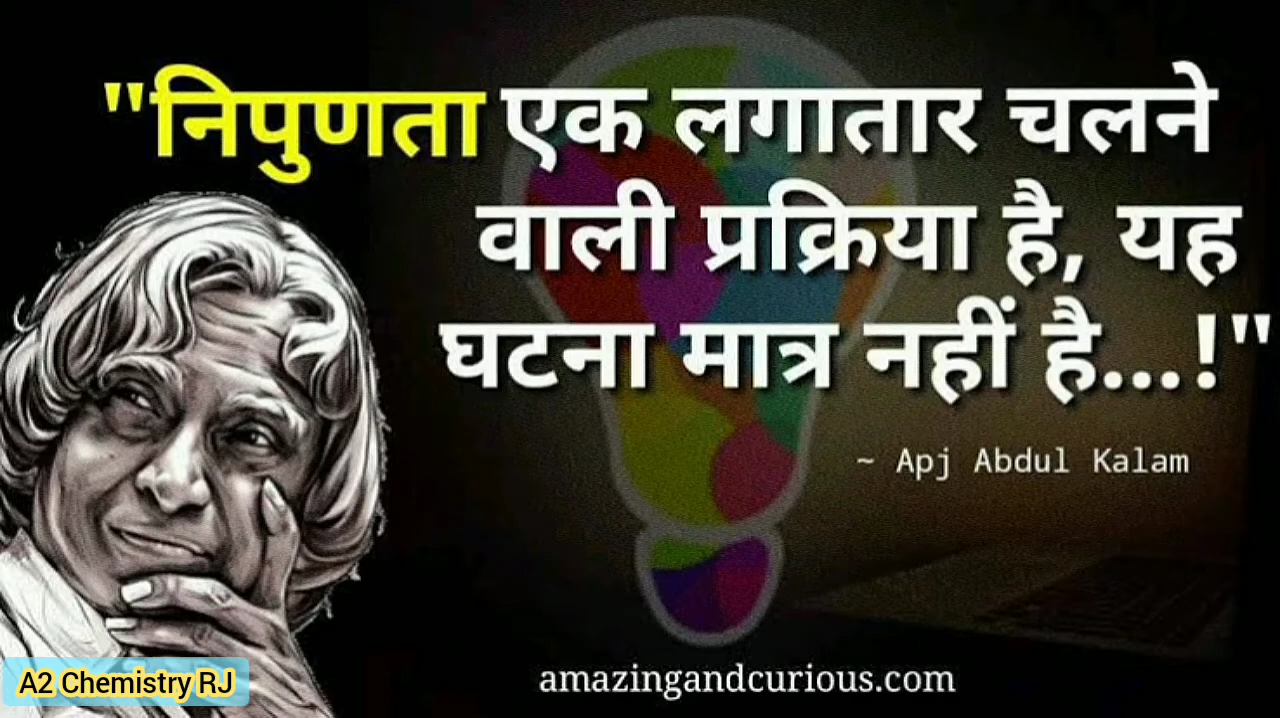 "निपुणता एक लगातार चलने
वाली प्रक्रिया है, यह
घटना मात्र नहीं है...!"
~ Apj Abdul Kalam
A2 Chemistry RJ
amazingandcurious.com